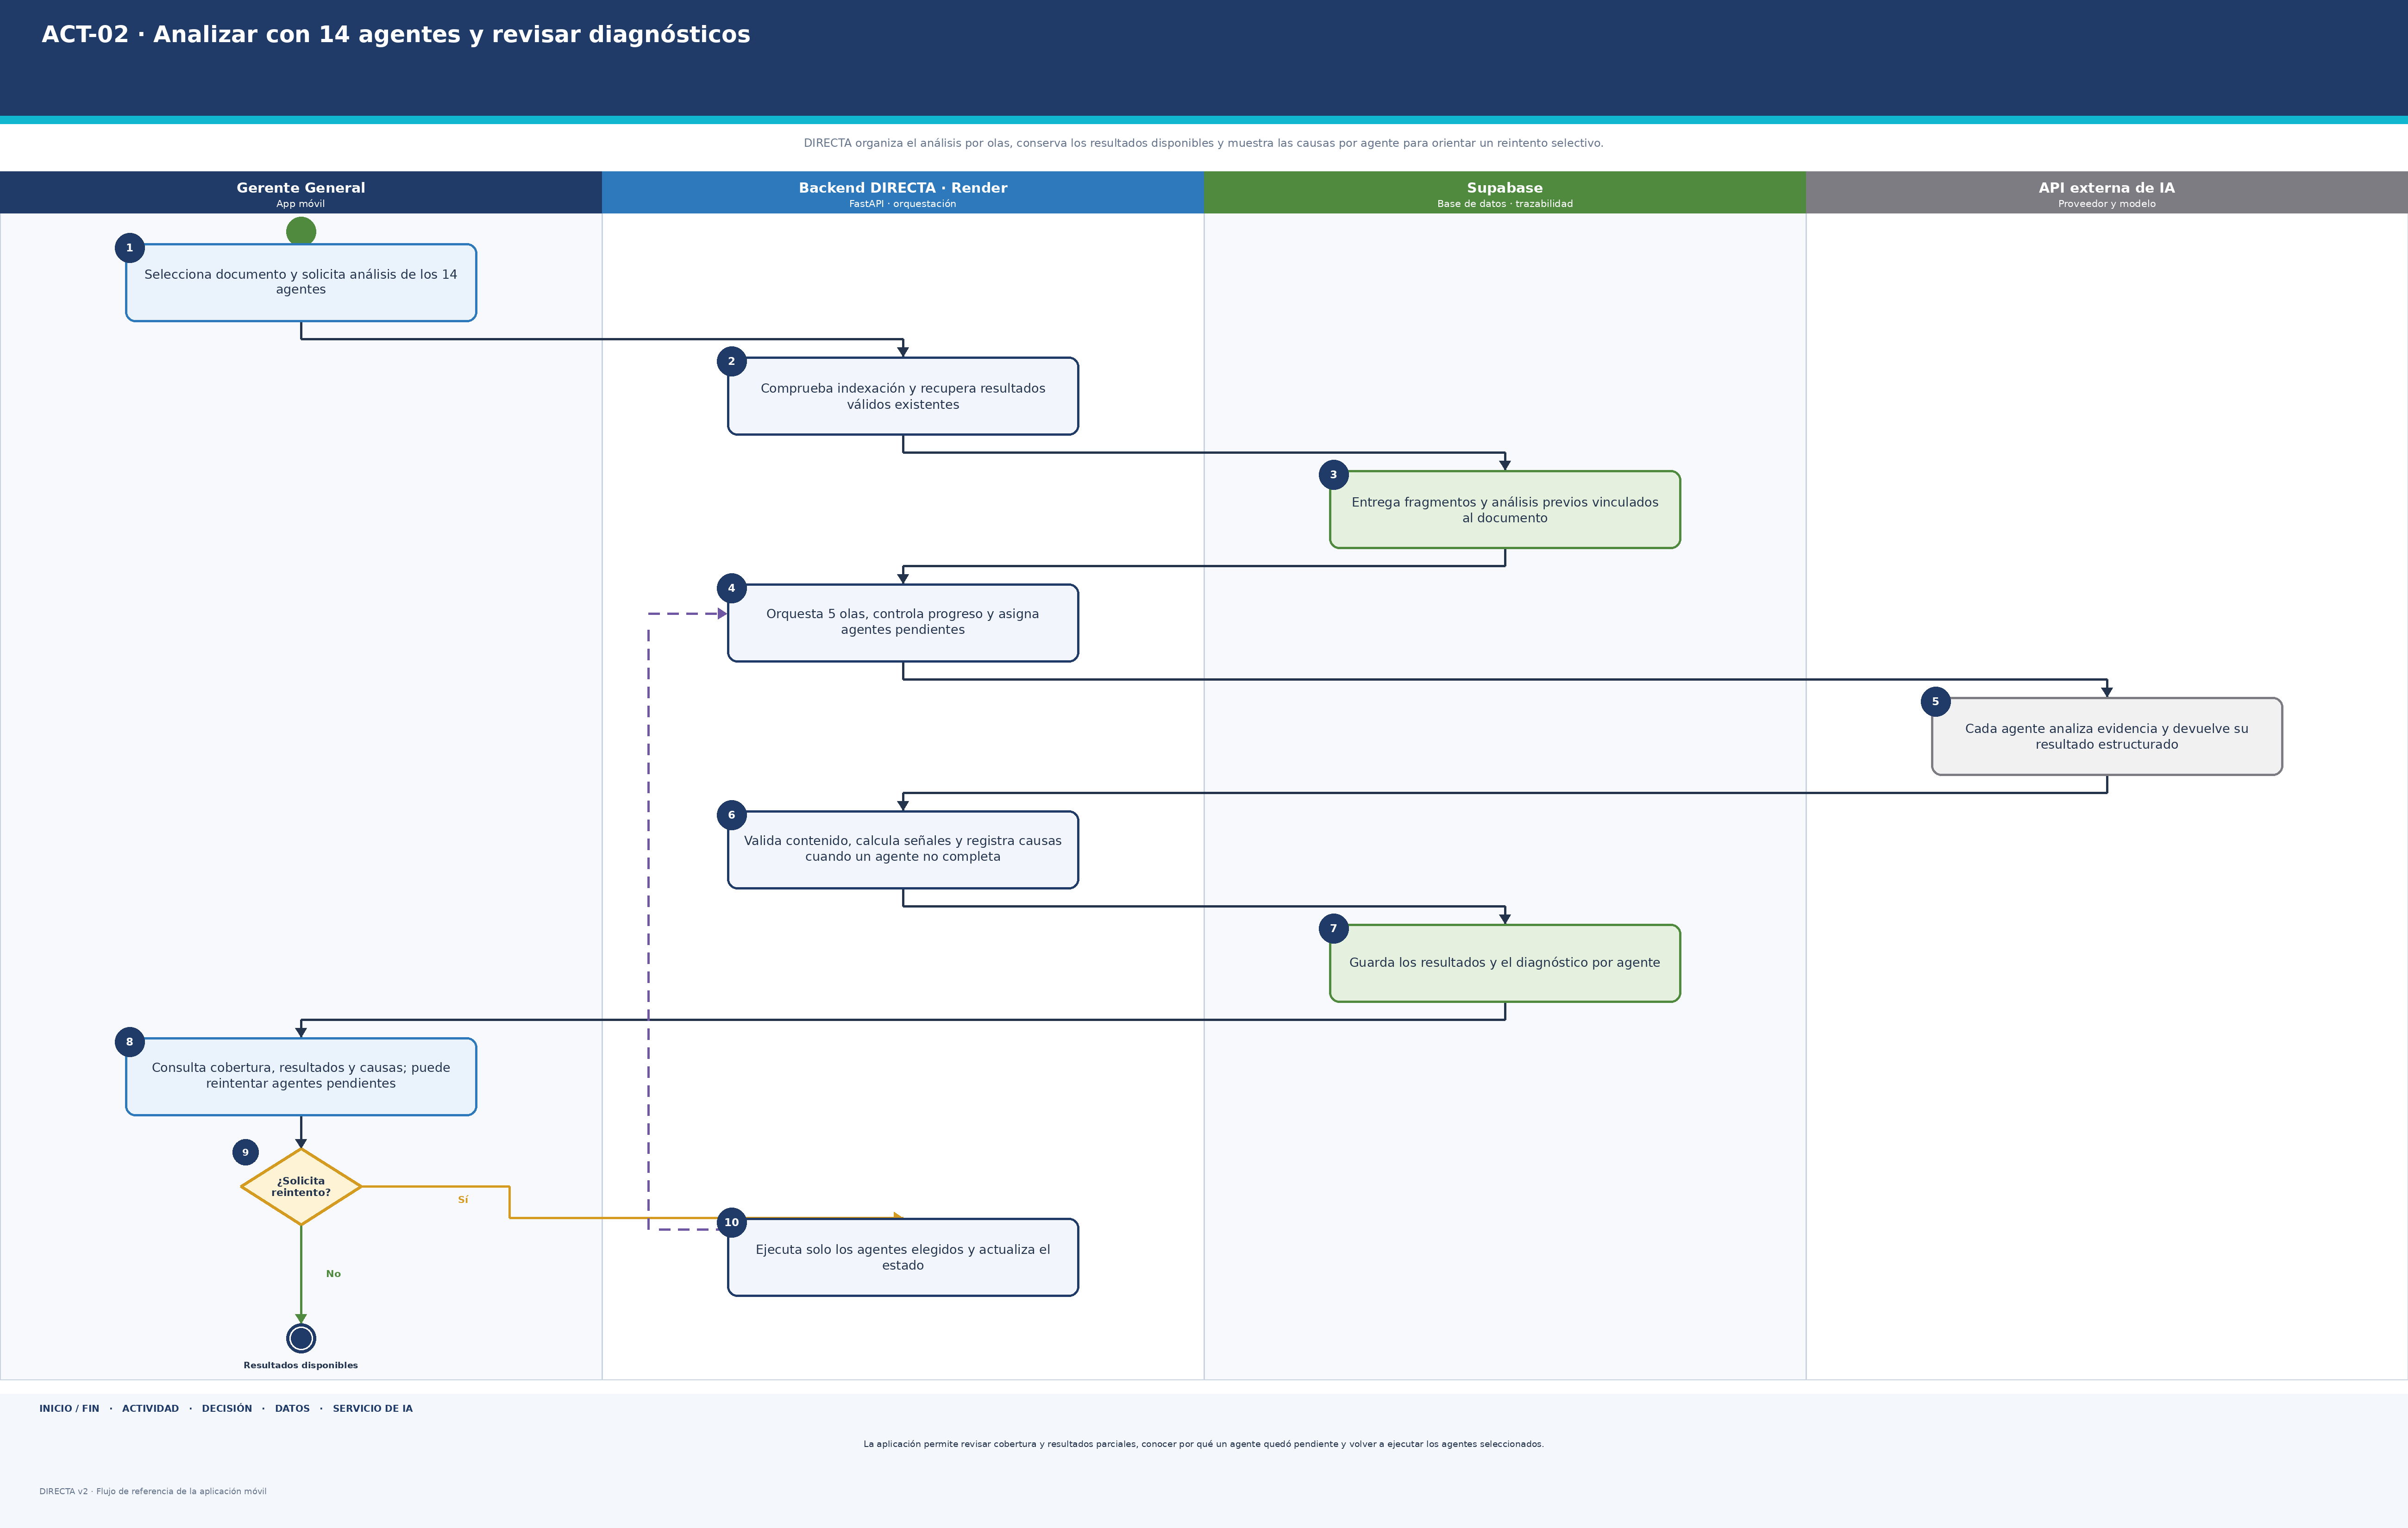 ACT-02 · Analizar con 14 agentes y revisar diagnósticos
DIRECTA organiza el análisis por olas, conserva los resultados disponibles y muestra las causas por agente para orientar un reintento selectivo.
Gerente General
App móvil
Backend DIRECTA · Render
FastAPI · orquestación
Supabase
Base de datos · trazabilidad
API externa de IA
Proveedor y modelo
1
Selecciona documento y solicita análisis de los 14
agentes
2
Comprueba indexación y recupera resultados
válidos existentes
3
Entrega fragmentos y análisis previos vinculados
al documento
4
Orquesta 5 olas, controla progreso y asigna
agentes pendientes
5
Cada agente analiza evidencia y devuelve su
resultado estructurado
6
Valida contenido, calcula señales y registra causas
cuando un agente no completa
7
Guarda los resultados y el diagnóstico por agente
8
Consulta cobertura, resultados y causas; puede
reintentar agentes pendientes
9
¿Solicita
reintento?
Sí
10
Ejecuta solo los agentes elegidos y actualiza el
estado
No
Resultados disponibles
INICIO / FIN · ACTIVIDAD · DECISIÓN · DATOS · SERVICIO DE IA
La aplicación permite revisar cobertura y resultados parciales, conocer por qué un agente quedó pendiente y volver a ejecutar los agentes seleccionados.
DIRECTA v2 · Flujo de referencia de la aplicación móvil